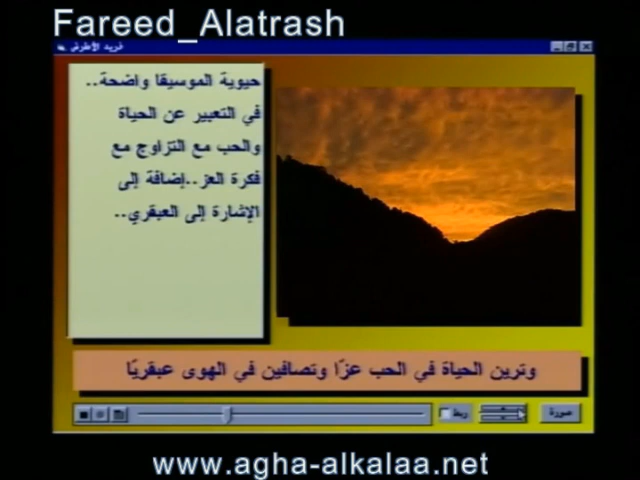 Fareed_Alatrash
فريد الأطرش
حيوية الموسيقا واضحة..
في التعبير عن الحياة
والحب مع التزاوج مع
فكرة العز..إضافة إلى
الإشارة إلى العبقري..
وترين الحياة في الحب عزًا وتصافين في الهوى عبقريًا
ربط
صورة
www.agha-alkalaa.net